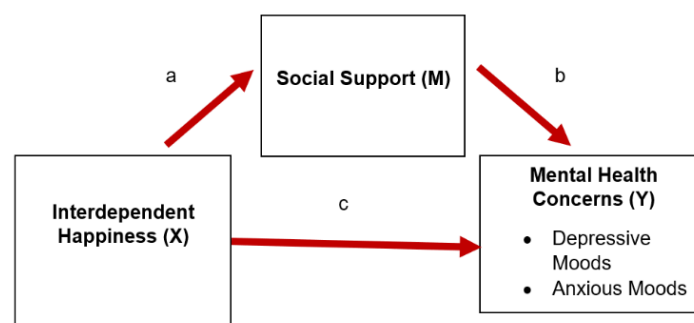 a
Social Support (M)
b
Interdependent
Happiness (X)
c
Mental Health
Concerns (Y)
• Depressive
Moods
• Anxious Moods